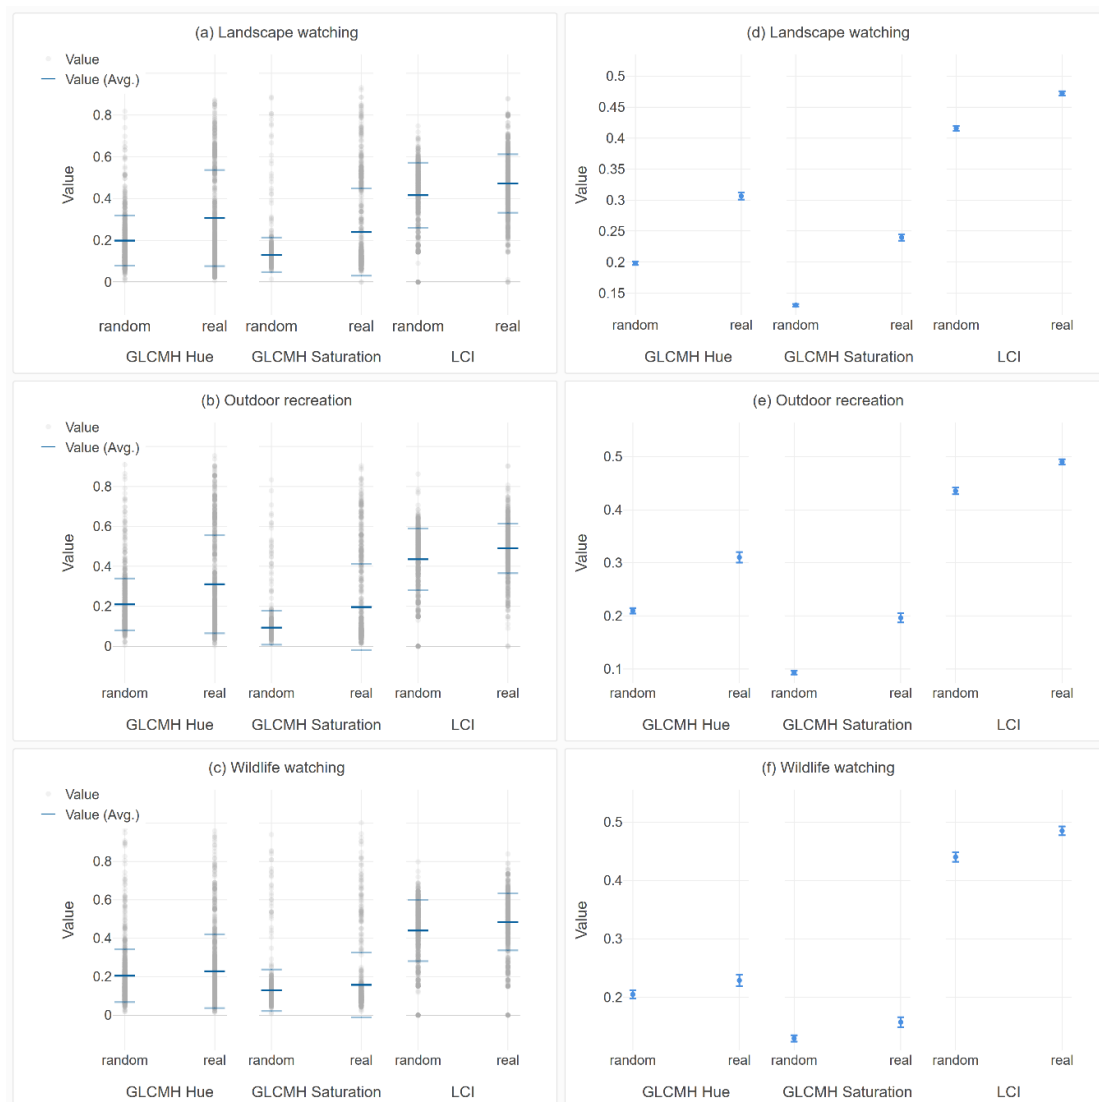 (a) Landscape watching
Value
Value (Avg.)
0.8
0.6
0.4
0.2
0
Value
random real random real random real
GLCMH Hue GLCMH Saturation LCI
(d) Landscape watching
0.5
0.45
0.4
0.35
0.3
0.25
0.2
0.15
Value
random real random real random real
GLCMH Hue GLCMH Saturation LCI
(b) Outdoor recreation
Value
Value (Avg.)
0.8
0.6
0.4
0.2
0
Value
random real random real random real
GLCMH Hue GLCMH Saturation LCI
(e) Outdoor recreation
0.5
0.4
0.3
0.2
0.1
Value
random real random real random real
GLCMH Hue GLCMH Saturation LCI
(c) Wildlife watching
Value
Value (Avg.)
0.8
0.6
0.4
0.2
0
Value
random real random real random real
GLCMH Hue GLCMH Saturation LCI
(f) Wildlife watching
0.5
0.4
0.3
0.2
Value
random real random real random real
GLCMH Hue GLCMH Saturation LCI